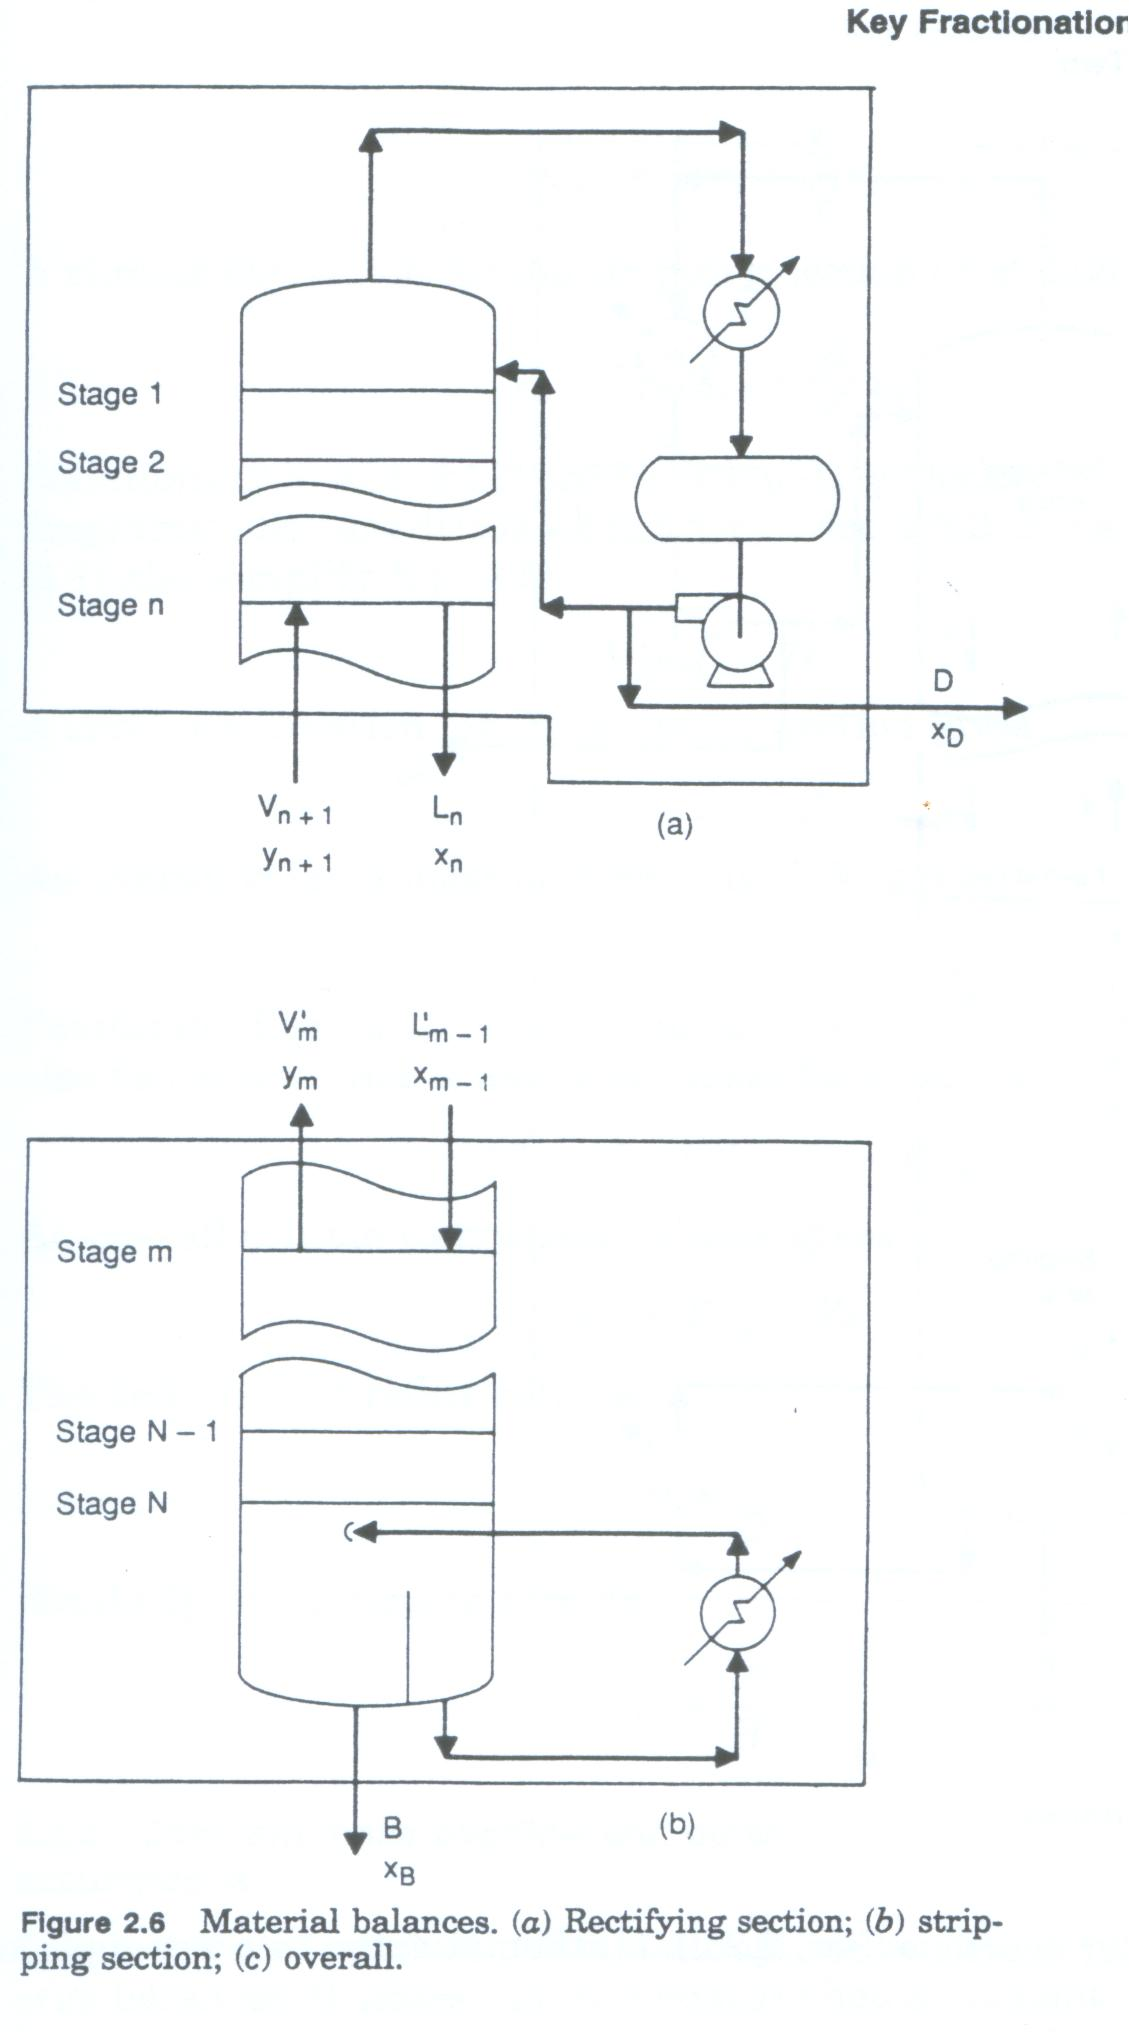 Key Fractionation
Stage 1
Stage 2
Stage n
D
xD
Vn + 1
Ln
yn + 1
xn
(a)
V'm
L'm – 1
ym
xm – 1
Stage m
Stage N – 1
Stage N
B
xB
(b)
Figure 2.6 Material balances. (a) Rectifying section; (b) strip-
ping section; (c) overall.